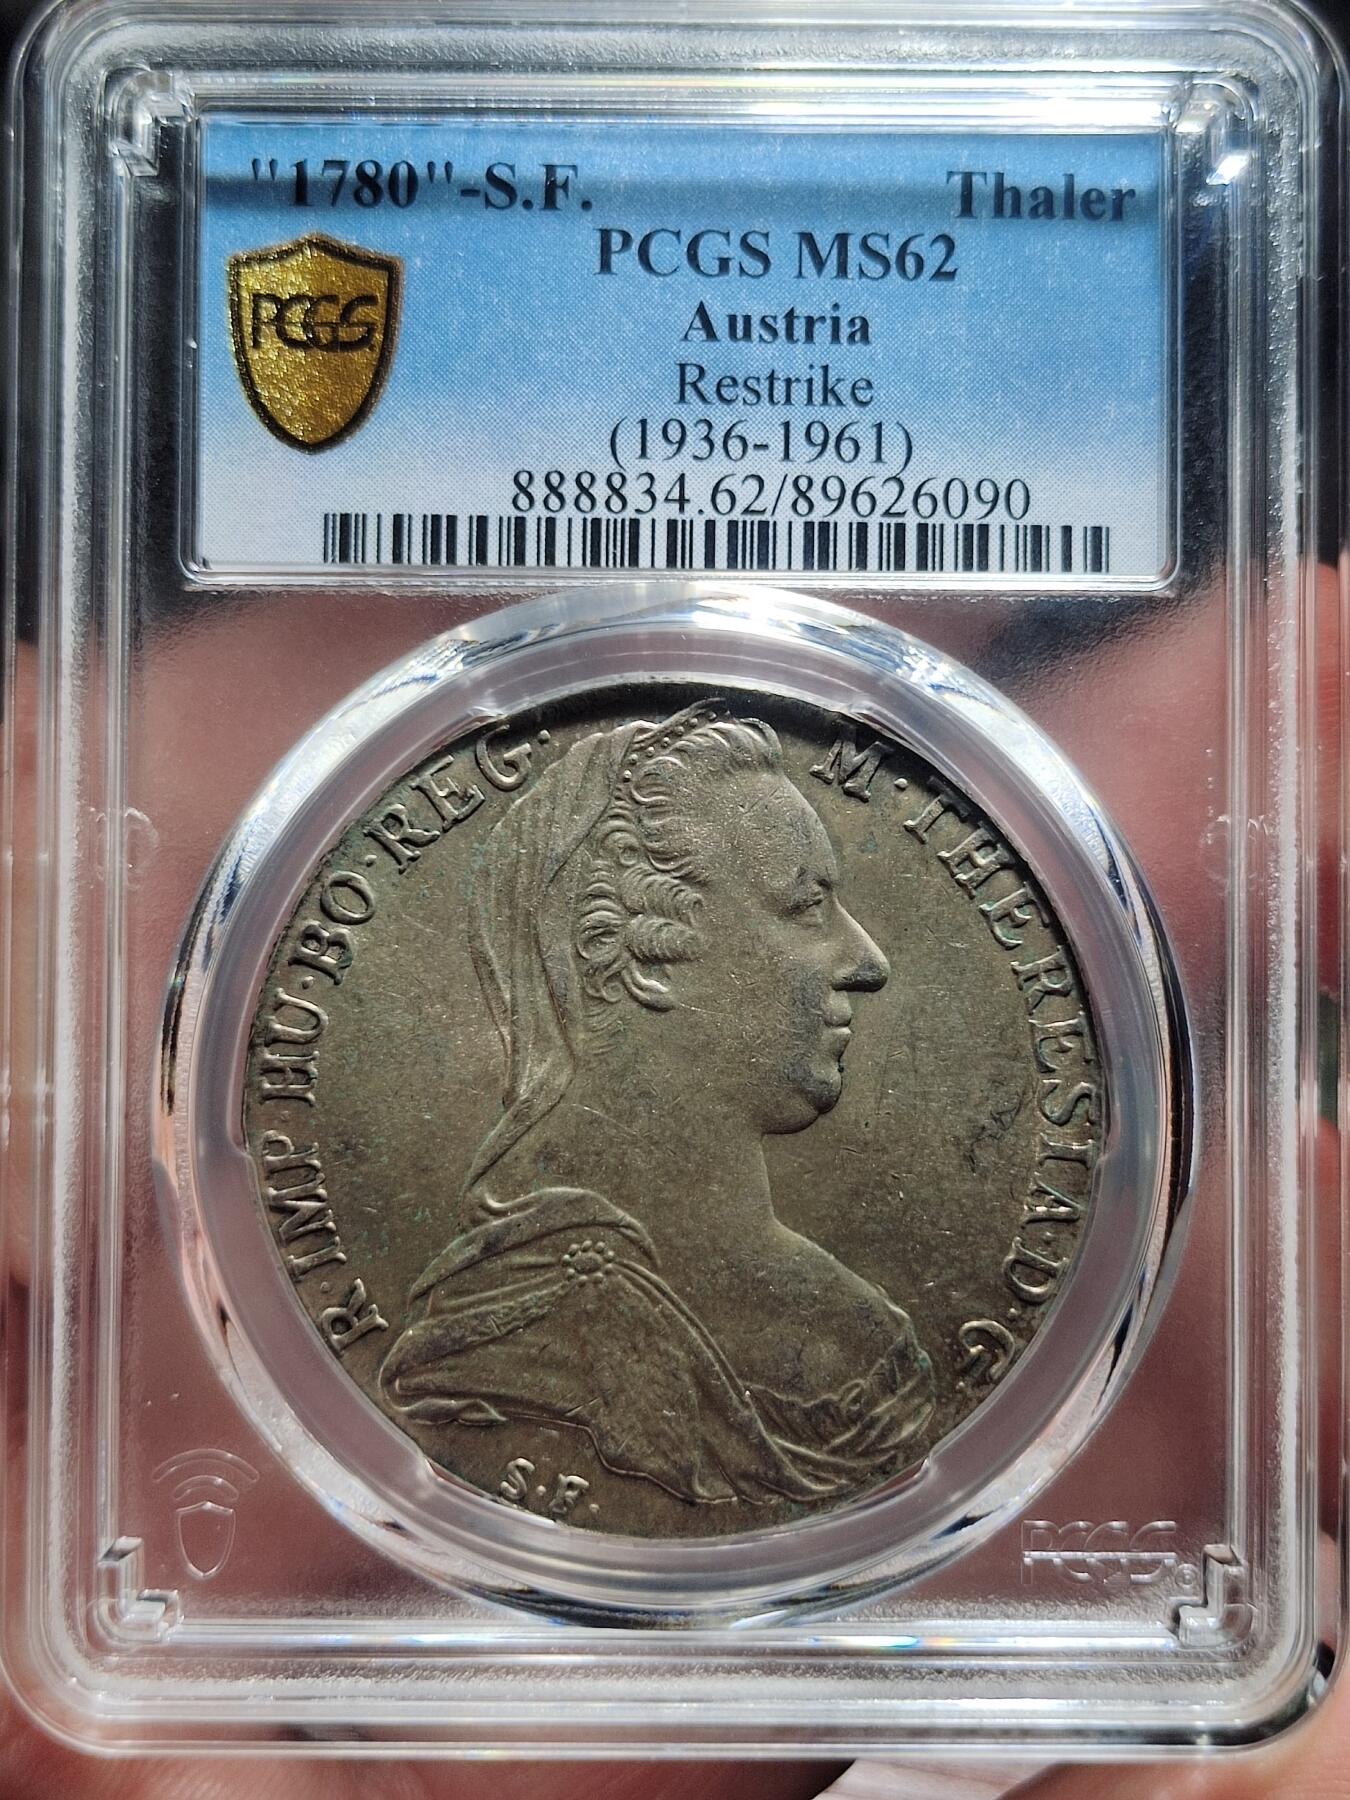 "1780"-S.F. Thaler
PCGS MS62
PCGS
Austria
Restrike
(1936-1961)
888834.62/89626090
R·IMP·HU·BO·REG· M·THERESIA·D·G·
S·F·
PCGS